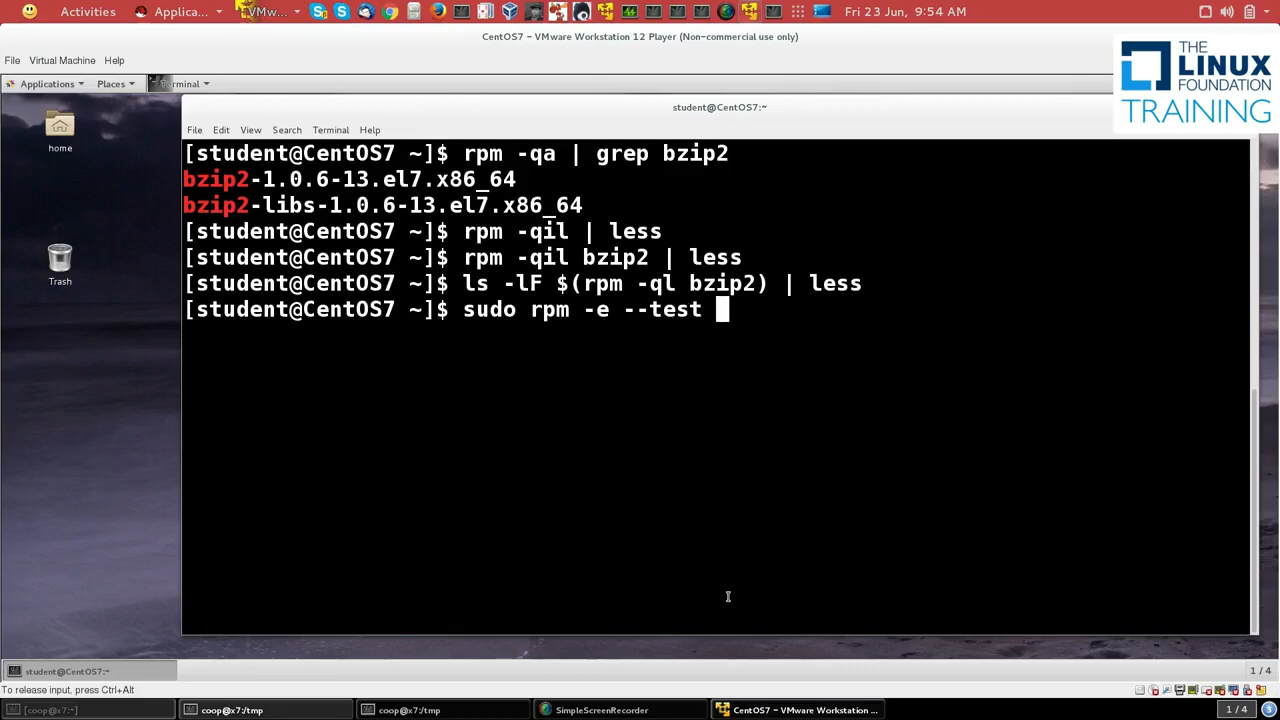 Activities Applica... VMw... Fri 23 Jun, 9:54 AM
CentOS7 - VMware Workstation 12 Player (Non-commercial use only)
File Virtual Machine Help
THE LINUX FOUNDATION TRAINING
Applications Places Terminal
student@CentOS7:~
File Edit View Search Terminal Help
home
Trash
[student@CentOS7 ~]$ rpm -qa | grep bzip2
bzip2-1.0.6-13.el7.x86_64
bzip2-libs-1.0.6-13.el7.x86_64
[student@CentOS7 ~]$ rpm -qil | less
[student@CentOS7 ~]$ rpm -qil bzip2 | less
[student@CentOS7 ~]$ ls -lF $(rpm -ql bzip2) | less
[student@CentOS7 ~]$ sudo rpm -e --test
student@CentOS7:~ 1 / 4
To release input, press Ctrl+Alt
[coop@x7:~] coop@x7:/tmp coop@x7:/tmp SimpleScreenRecorder CentOS7 - VMware Workstation ... 1 / 4 3